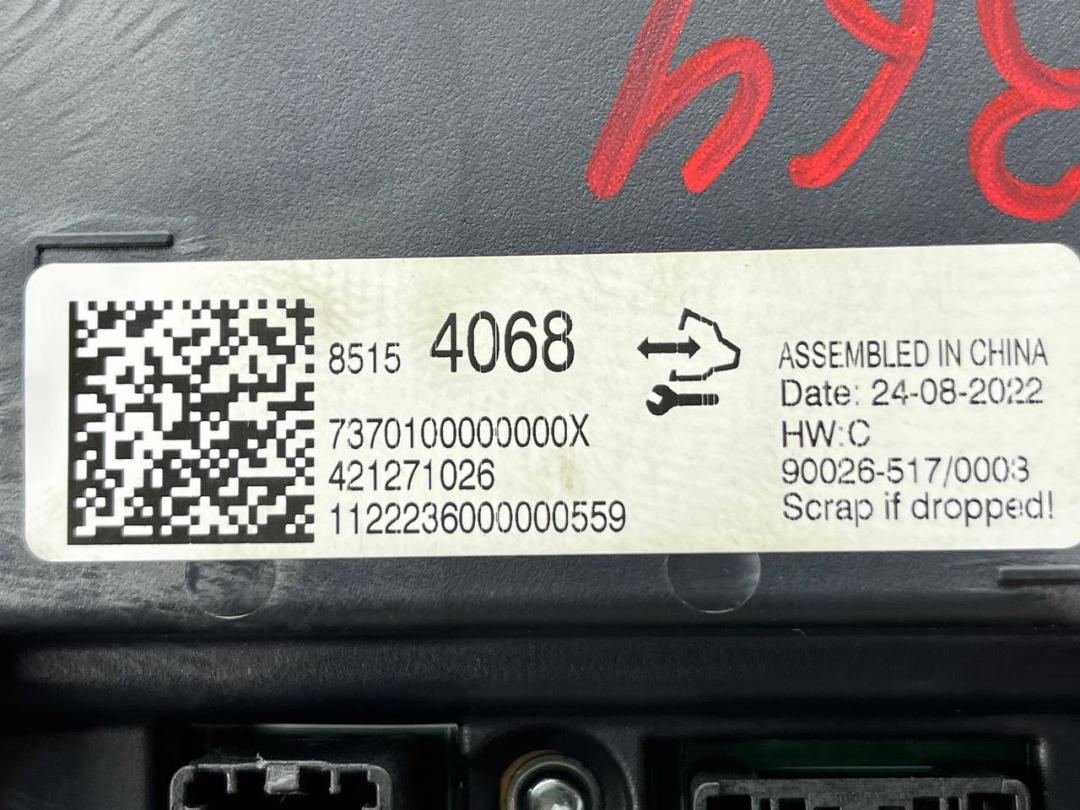 8515 4068
7370100000000X
421271026
1122236000000559
ASSEMBLED IN CHINA
Date: 24-08-2022
HW:C
90026-517/0003
Scrap if dropped!